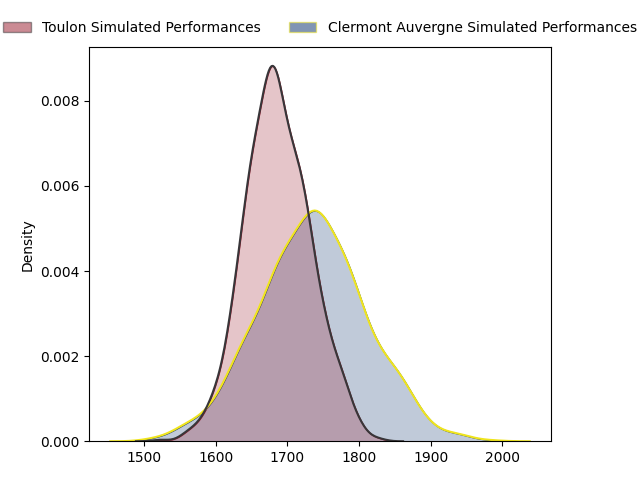 Toulon Simulated Performances
Clermont Auvergne Simulated Performances
0.008
0.006
0.004
0.002
0.000
Density
1500 1600 1700 1800 1900 2000